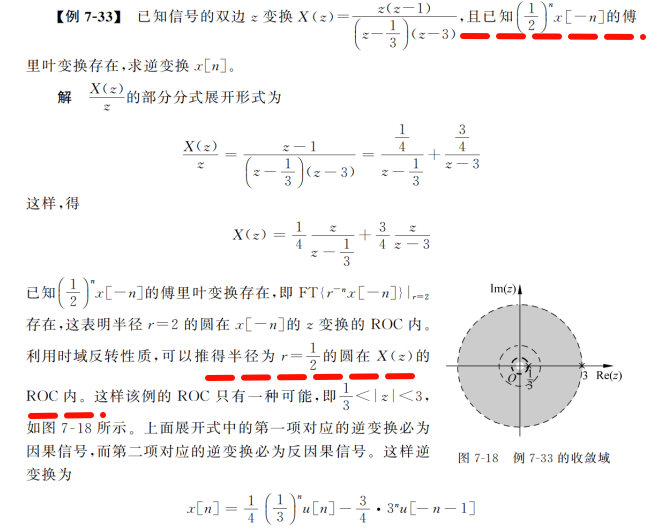 【例 7-33】 已知信号的双边 z 变换 X(z)=\frac{z(z-1)}{\left(z-\frac{1}{3}\right)(z-3)},且已知\left(\frac{1}{2}\right)^n x[-n]的傅
里叶变换存在,求逆变换 x[n]。
解 \frac{X(z)}{z}的部分分式展开形式为
\frac{X(z)}{z}=\frac{z-1}{\left(z-\frac{1}{3}\right)(z-3)}=\frac{\frac{1}{4}}{z-\frac{1}{3}}+\frac{\frac{3}{4}}{z-3}
这样,得
X(z)=\frac{1}{4}\frac{z}{z-\frac{1}{3}}+\frac{3}{4}\frac{z}{z-3}
已知\left(\frac{1}{2}\right)^n x[-n]的傅里叶变换存在,即 FT{r^{-n}x[-n]}|_{r=2}
存在,这表明半径 r=2 的圆在 x[-n]的 z 变换的 ROC 内。
利用时域反转性质,可以推得半径为 r=\frac{1}{2}的圆在 X(z)的
ROC 内。这样该例的 ROC 只有一种可能,即\frac{1}{3}<|z|<3,
如图 7-18 所示。上面展开式中的第一项对应的逆变换必为
因果信号,而第二项对应的逆变换必为反因果信号。这样逆
变换为
Im(z)
O
\frac{1}{3}
3
Re(z)
图 7-18 例 7-33 的收敛域
x[n]=\frac{1}{4}\left(\frac{1}{3}\right)^n u[n]-\frac{3}{4}·3^n u[-n-1]